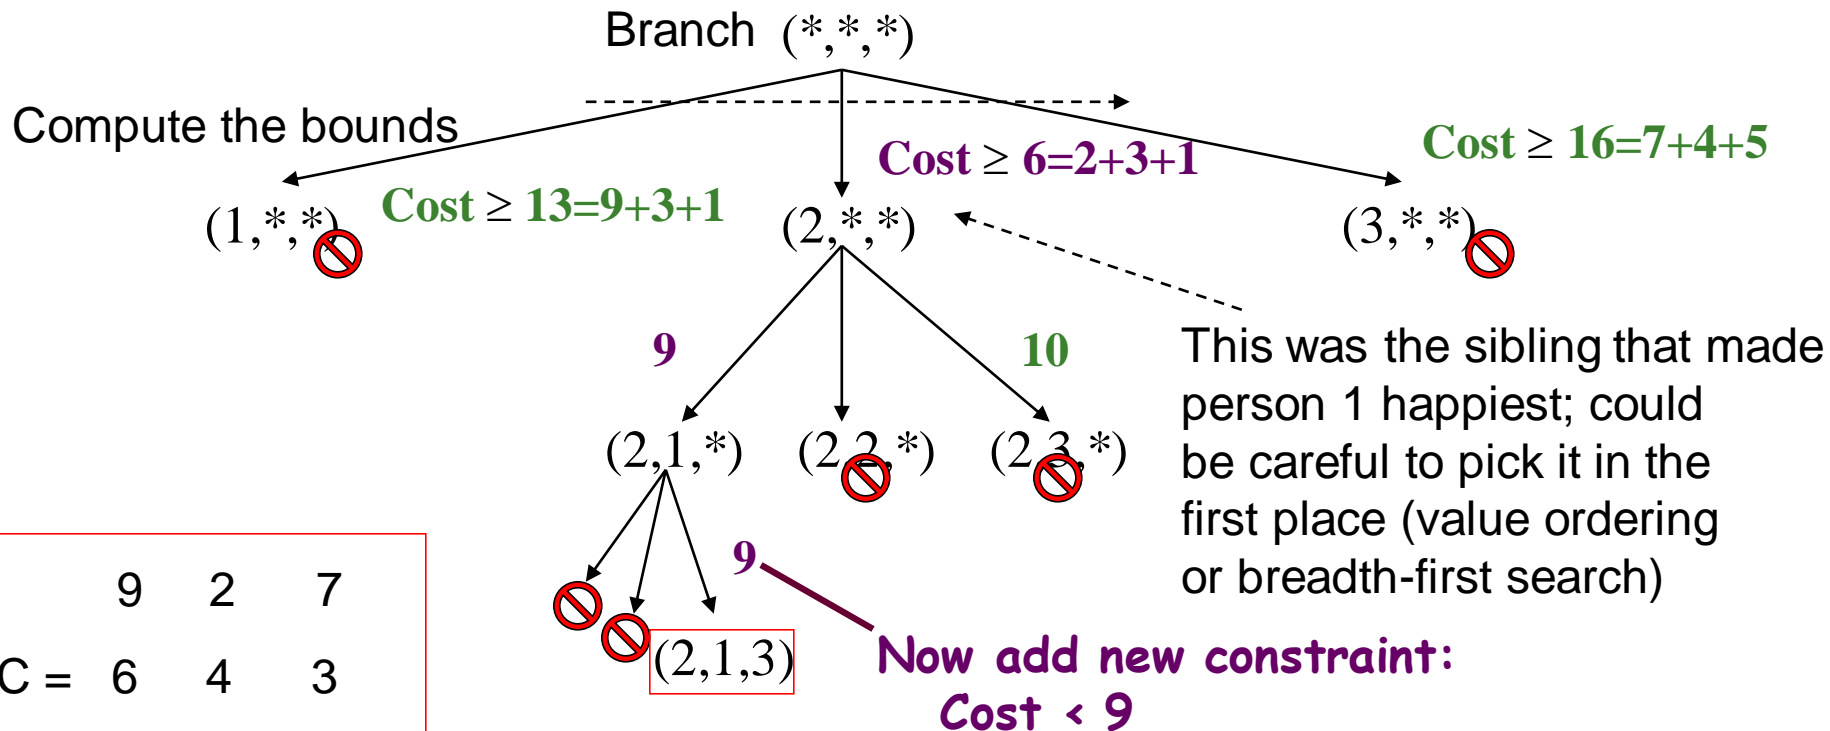 Branch (*,*,*)
Compute the bounds
Cost ≥ 13=9+3+1
Cost ≥ 6=2+3+1
Cost ≥ 16=7+4+5
(1,*,*)
(2,*,*)
(3,*,*)
9
10
This was the sibling that made
person 1 happiest; could
be careful to pick it in the
first place (value ordering
or breadth-first search)
(2,1,*)
(2,2,*)
(2,3,*)
9
(2,1,3)
Now add new constraint:
Cost < 9
9 2 7
C = 6 4 3